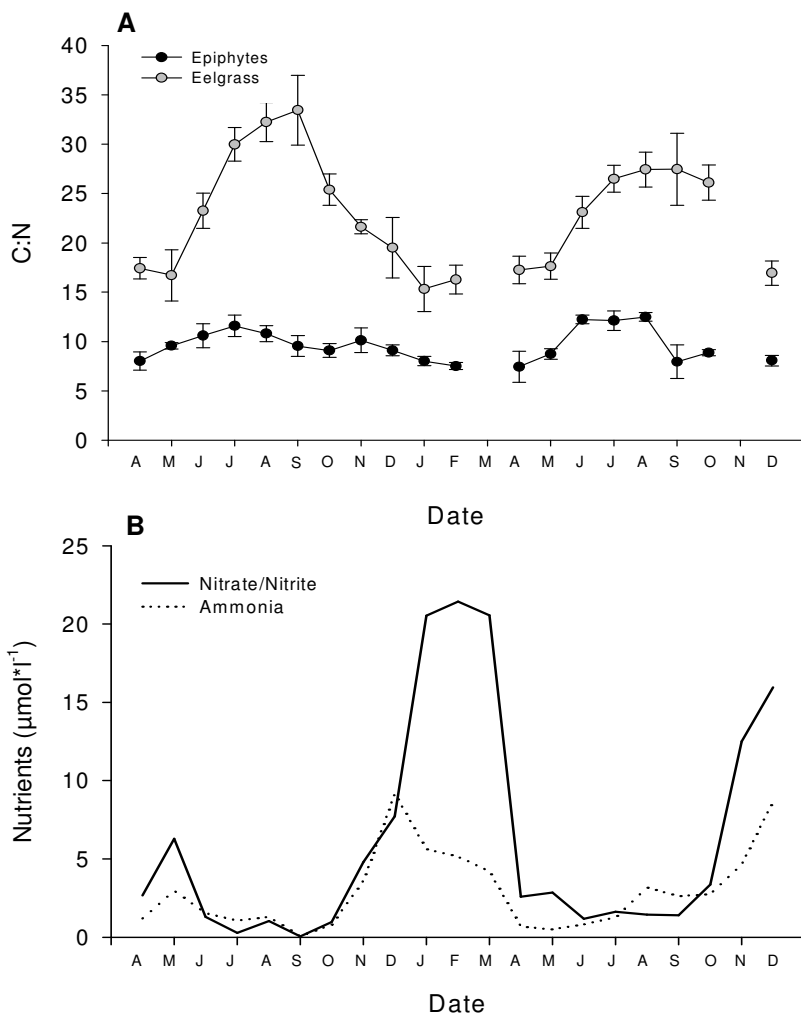 A
Epiphytes
Eelgrass
40
35
30
25
20
15
10
5
0
C:N
A M J J A S O N D J F M A M J J A S O N D
Date
B
Nitrate/Nitrite
Ammonia
25
20
15
10
5
0
Nutrients (µmol*l⁻¹)
A M J J A S O N D J F M A M J J A S O N D
Date